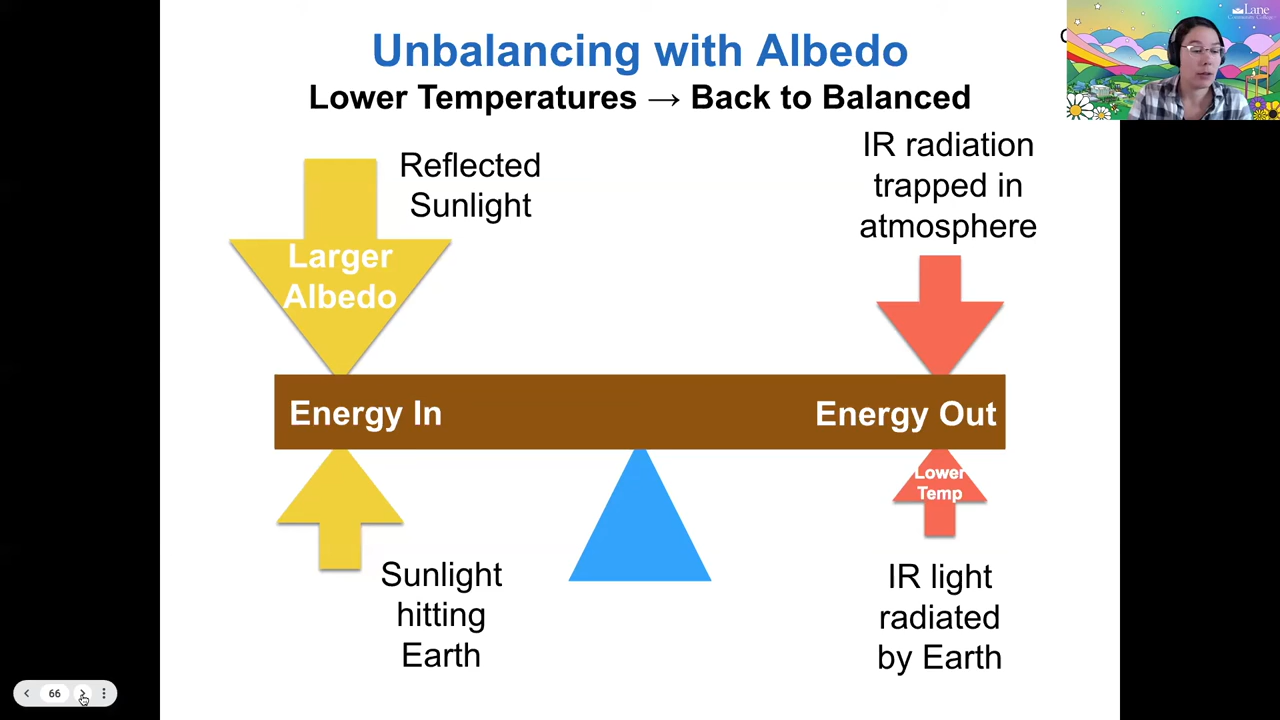 Unbalancing with Albedo
Lower Temperatures → Back to Balanced
Reflected
Sunlight
IR radiation
trapped in
atmosphere
Larger
Albedo
Energy In
Energy Out
Lower
Temp
Sunlight
hitting
Earth
IR light
radiated
by Earth
66
Lane
Community College